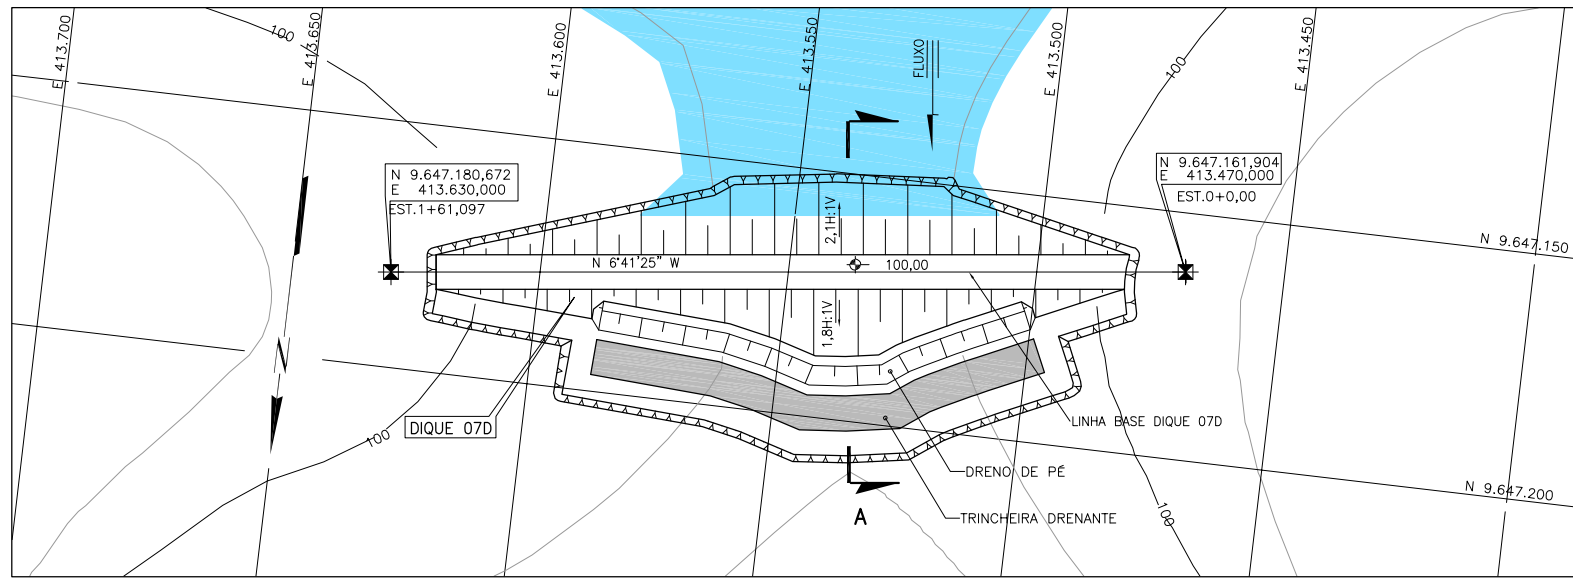 E 413.700
100
E 413.650
E 413.600
E 413.550
FLUXO
E 413.500
100
E 413.450
N 9.647.180,672
E 413.630,000
EST.1+61,097
N 9.647.161,904
E 413.470,000
EST.0+0,00
2,1H:1V
N 9.647.150
N 6°41'25" W
100,00
1,8H:1V
N
DIQUE 07D
100
LINHA BASE DIQUE 07D
DRENO DE PÉ
N 9.647.200
TRINCHEIRA DRENANTE
100
A